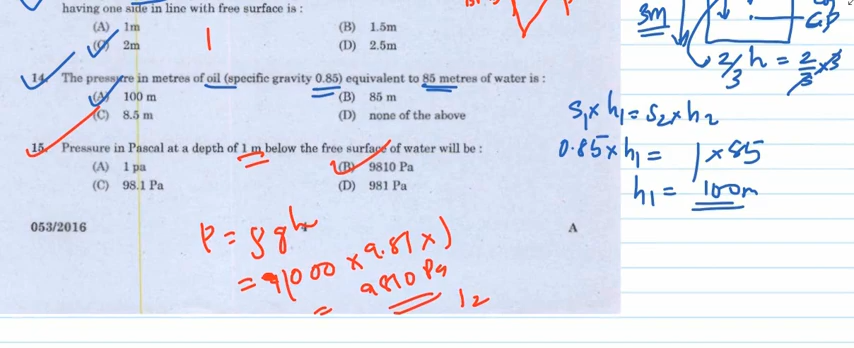 having one side in line with free surface is :
(A) 1m (B) 1.5m
(C) 2m (D) 2.5m
1
14. The pressure in metres of oil (specific gravity 0.85) equivalent to 85 metres of water is :
(A) 100 m (B) 85 m
(C) 8.5 m (D) none of the above
15. Pressure in Pascal at a depth of 1 m below the free surface of water will be :
(A) 1 pa (B) 9810 Pa
(C) 98.1 Pa (D) 981 Pa
053/2016 A
3m
CP
2/3 h = 2/3 x 3
S1 x h1 = S2 x h2
0.85 x h1 = 1 x 85
h1 = 100m
P = ρgh
= 1000 x 9.81 x 1
= 9810 Pa
12